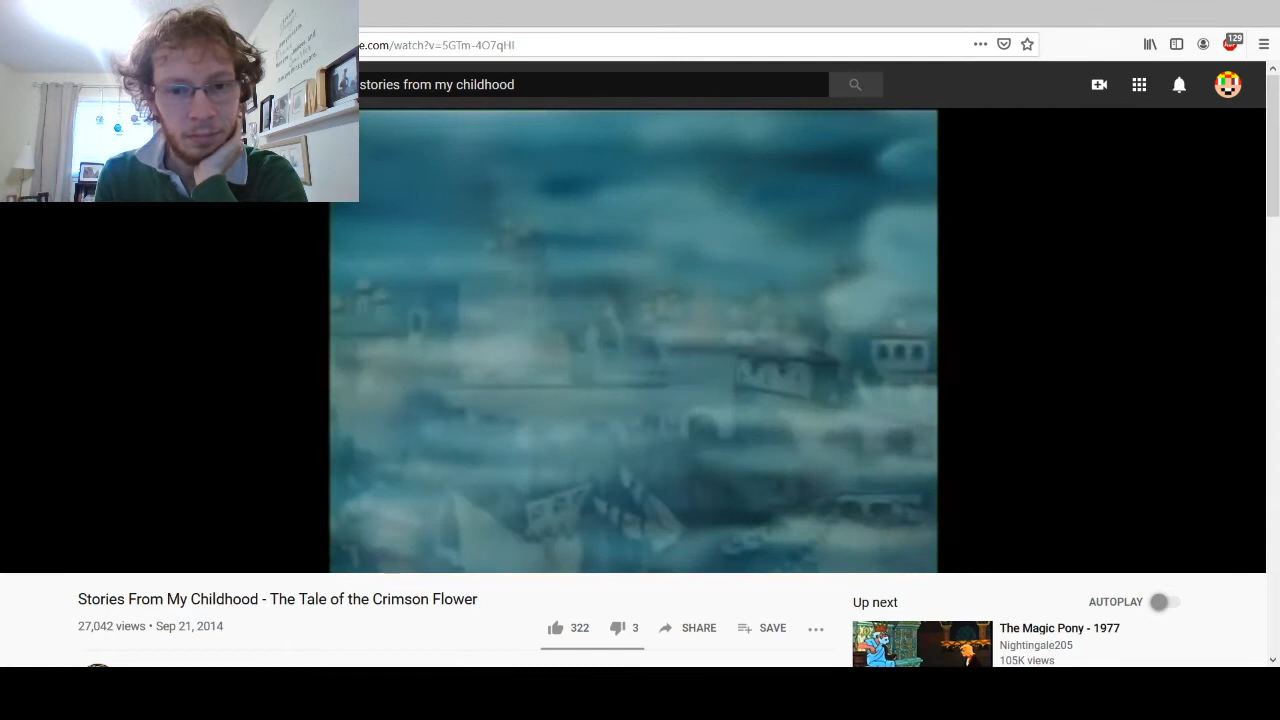 e.com/watch?v=5GTm-4O7qHI
129
stories from my childhood
Stories From My Childhood - The Tale of the Crimson Flower
27,042 views • Sep 21, 2014
322
3
SHARE
SAVE
Up next
AUTOPLAY
The Magic Pony - 1977
Nightingale205
105K views